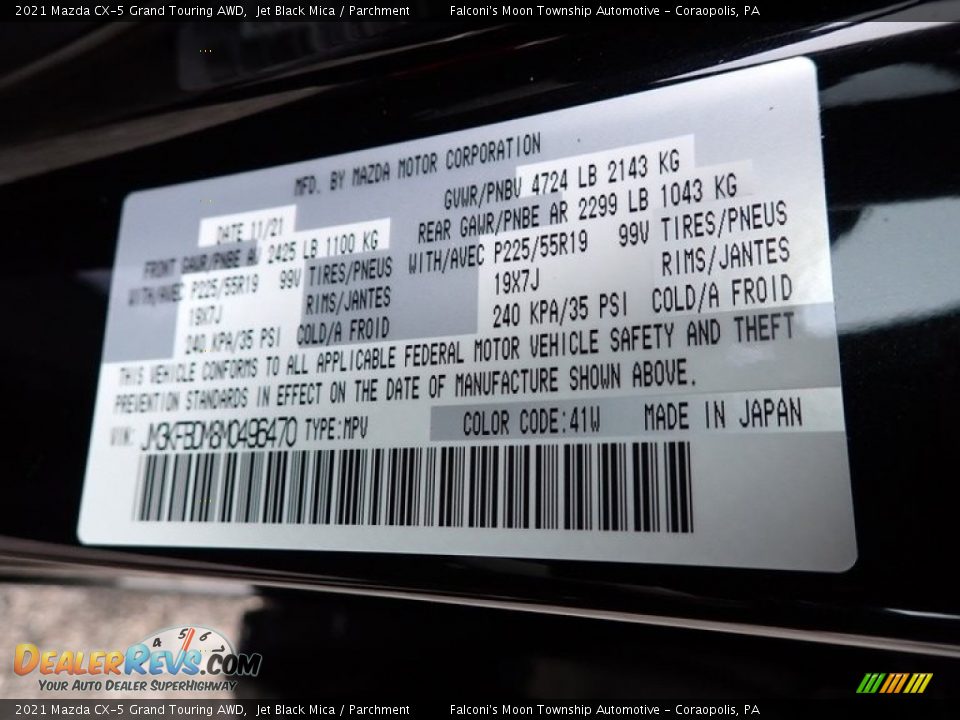 2021 Mazda CX-5 Grand Touring AWD, Jet Black Mica / Parchment Falconi's Moon Township Automotive - Coraopolis, PA
MFD. BY MAZDA MOTOR CORPORATION
DATE 11/21 GVWR/PNBV 4724 LB 2143 KG
FRONT GAWR/PNBE AV 2425 LB 1100 KG REAR GAWR/PNBE AR 2299 LB 1043 KG
WITH/AVEC P225/55R19 99V TIRES/PNEUS WITH/AVEC P225/55R19 99V TIRES/PNEUS
19X7J RIMS/JANTES 19X7J RIMS/JANTES
240 KPA/35 PSI COLD/A FROID 240 KPA/35 PSI COLD/A FROID
THIS VEHICLE CONFORMS TO ALL APPLICABLE FEDERAL MOTOR VEHICLE SAFETY AND THEFT
PREVENTION STANDARDS IN EFFECT ON THE DATE OF MANUFACTURE SHOWN ABOVE.
VIN: JM3KFBDM8M0496470 TYPE:MPV COLOR CODE:41W MADE IN JAPAN
4 5 6
DEALERREVS.COM
YOUR AUTO DEALER SUPERHIGHWAY
2021 Mazda CX-5 Grand Touring AWD, Jet Black Mica / Parchment Falconi's Moon Township Automotive - Coraopolis, PA